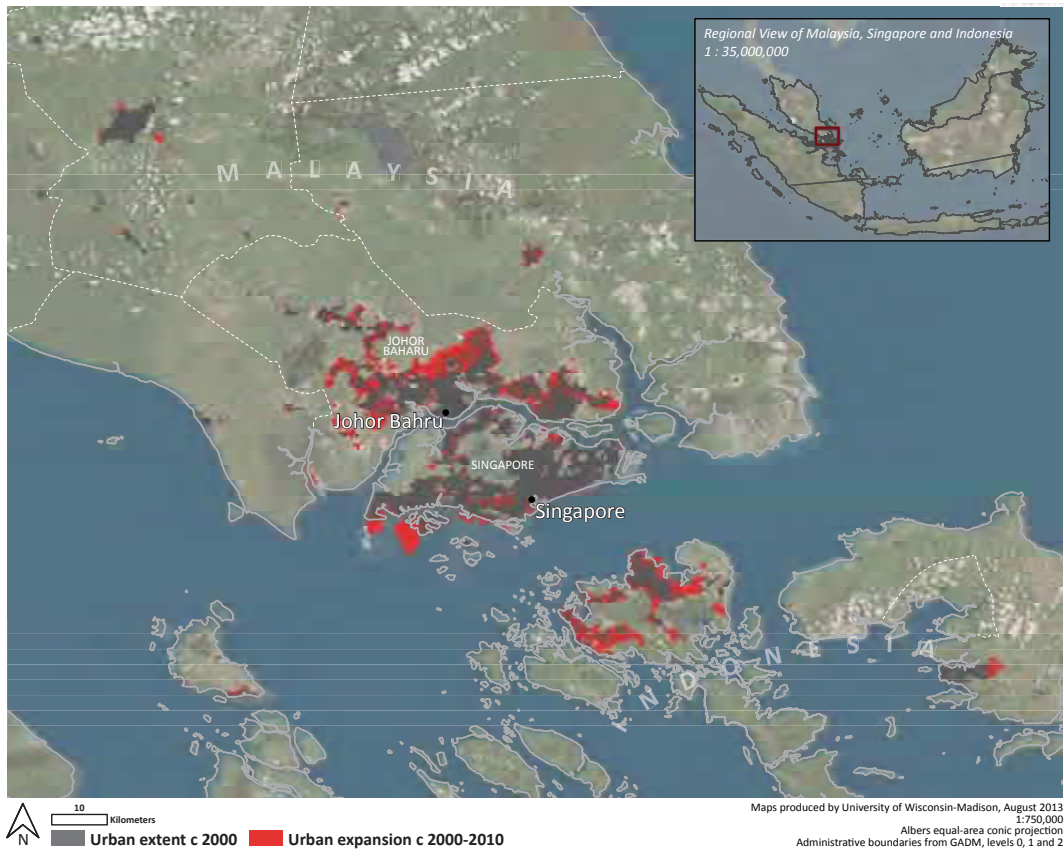 Regional View of Malaysia, Singapore and Indonesia
1 : 35,000,000
MALAYSIA
JOHOR
BAHARU
Johor Bahru
SINGAPORE
Singapore
INDONESIA
10
Kilometers
N
Urban extent c 2000
Urban expansion c 2000-2010
Maps produced by University of Wisconsin-Madison, August 2013
1:750,000
Albers equal-area conic projection
Administrative boundaries from GADM, levels 0, 1 and 2